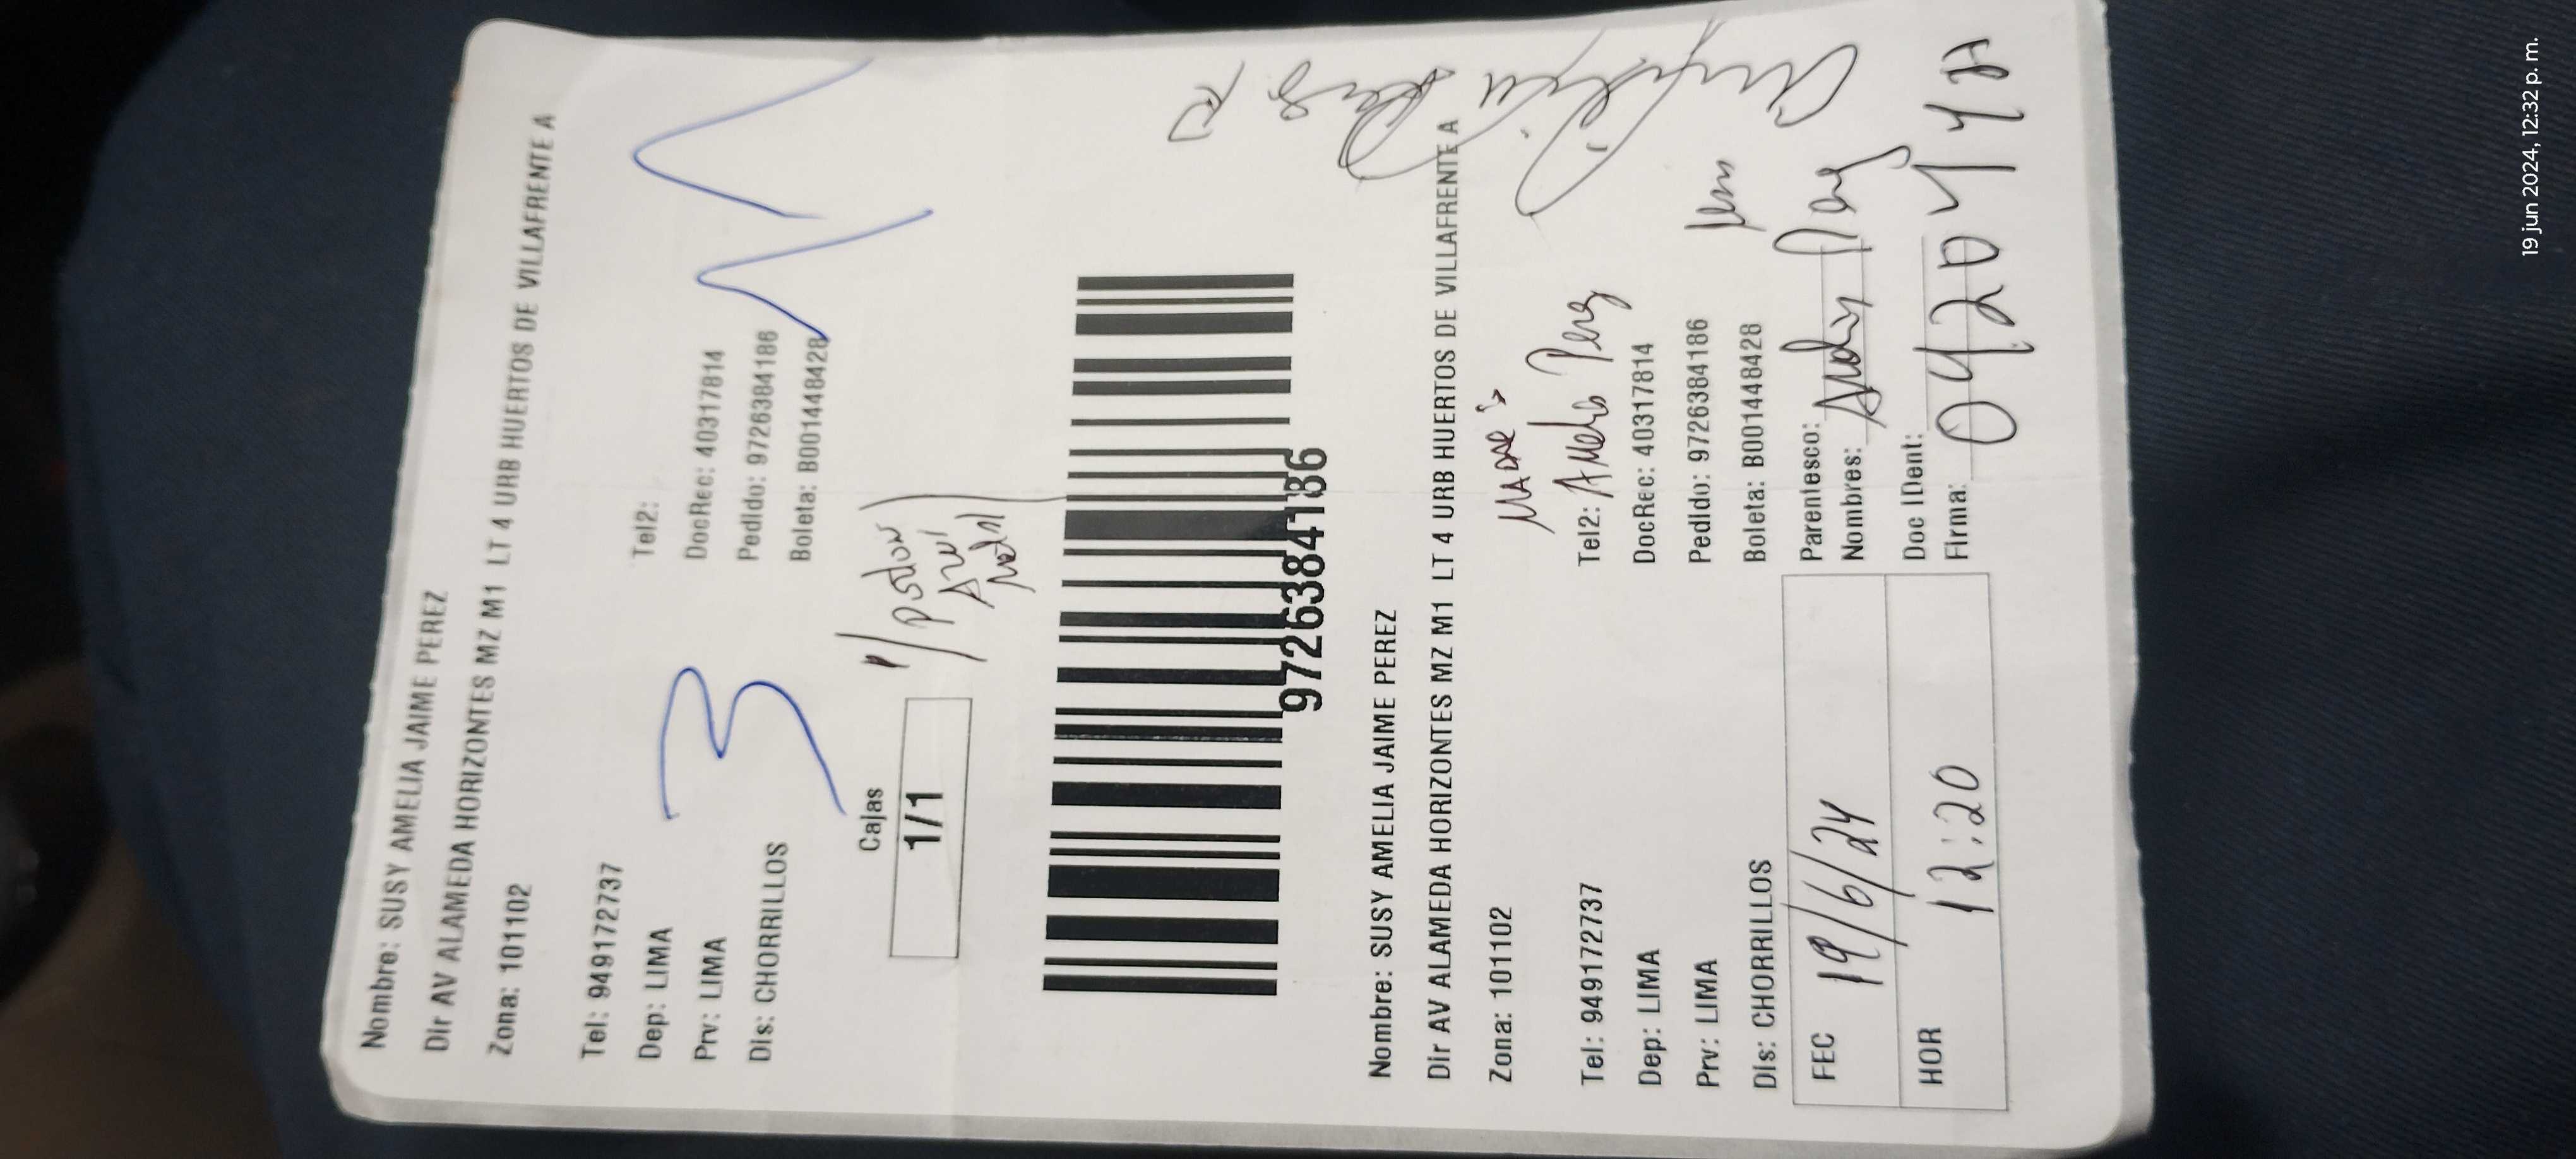 Nombre: SUSY AMELIA JAIME PEREZ
Dir AV ALAMEDA HORIZONTES MZ M1 LT 4 URB HUERTOS DE VILLAFRENTE A
Zona: 101102
Tel: 949172737 Tel2:
Dep: LIMA DocRec: 40317814
Prv: LIMA Pedido: 97263841​86
Dis: CHORRILLOS Boleta: B001448428
3 N
Cajas
1/1
9726384186
Nombre: SUSY AMELIA JAIME PEREZ
Dir AV ALAMEDA HORIZONTES MZ M1 LT 4 URB HUERTOS DE VILLAFRENTE A
Zona: 101102
Tel: 949172737 Tel2:
Dep: LIMA DocRec: 40317814
Prv: LIMA Pedido: 9726384186
Dis: CHORRILLOS Boleta: B001448428
FEC 19/6/24 Parentesco:
Nombres:
HOR 12:20 Doc IDent:
Firma:
19 jun 2024, 12:32 p. m.